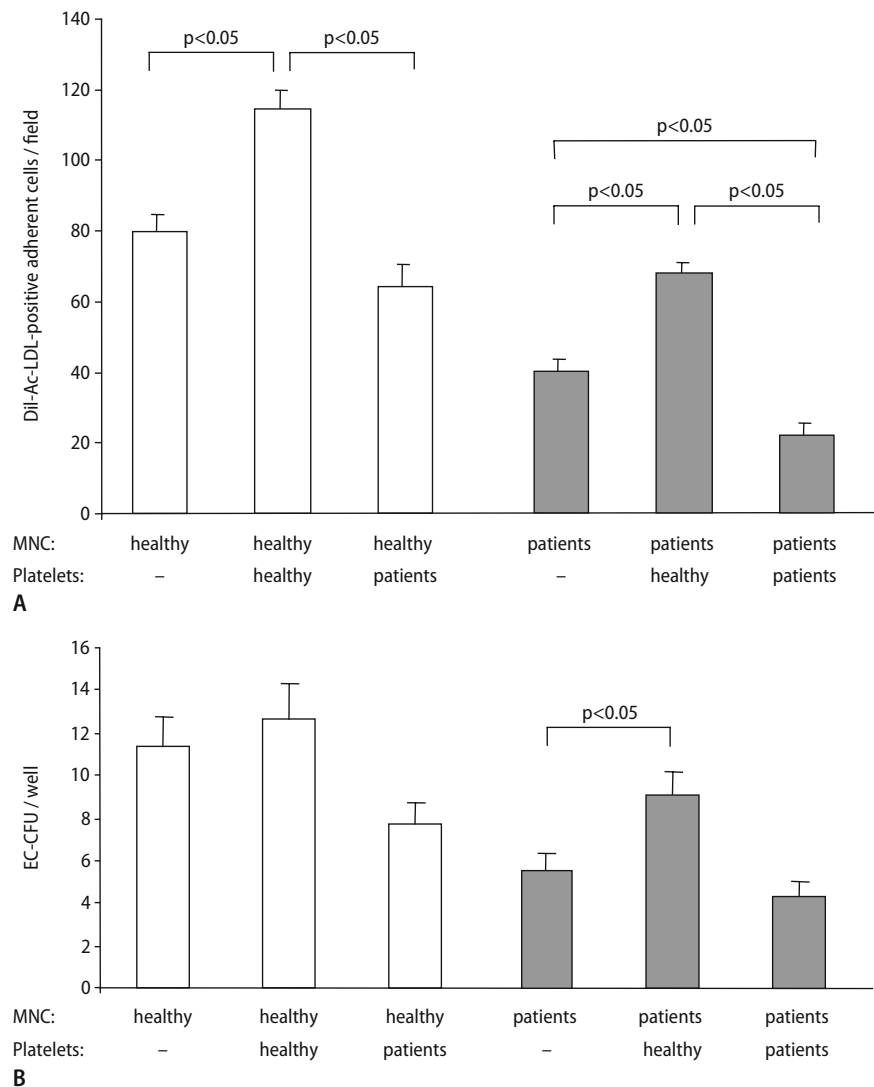 140
120
100
80
60
40
20
0
Dil-Ac-LDL-positive adherent cells / field
p<0.05 p<0.05
p<0.05
p<0.05 p<0.05
MNC: healthy healthy healthy patients patients patients
Platelets: – healthy patients – healthy patients
A
16
14
12
10
8
6
4
2
0
EC-CFU / well
p<0.05
MNC: healthy healthy healthy patients patients patients
Platelets: – healthy patients – healthy patients
B